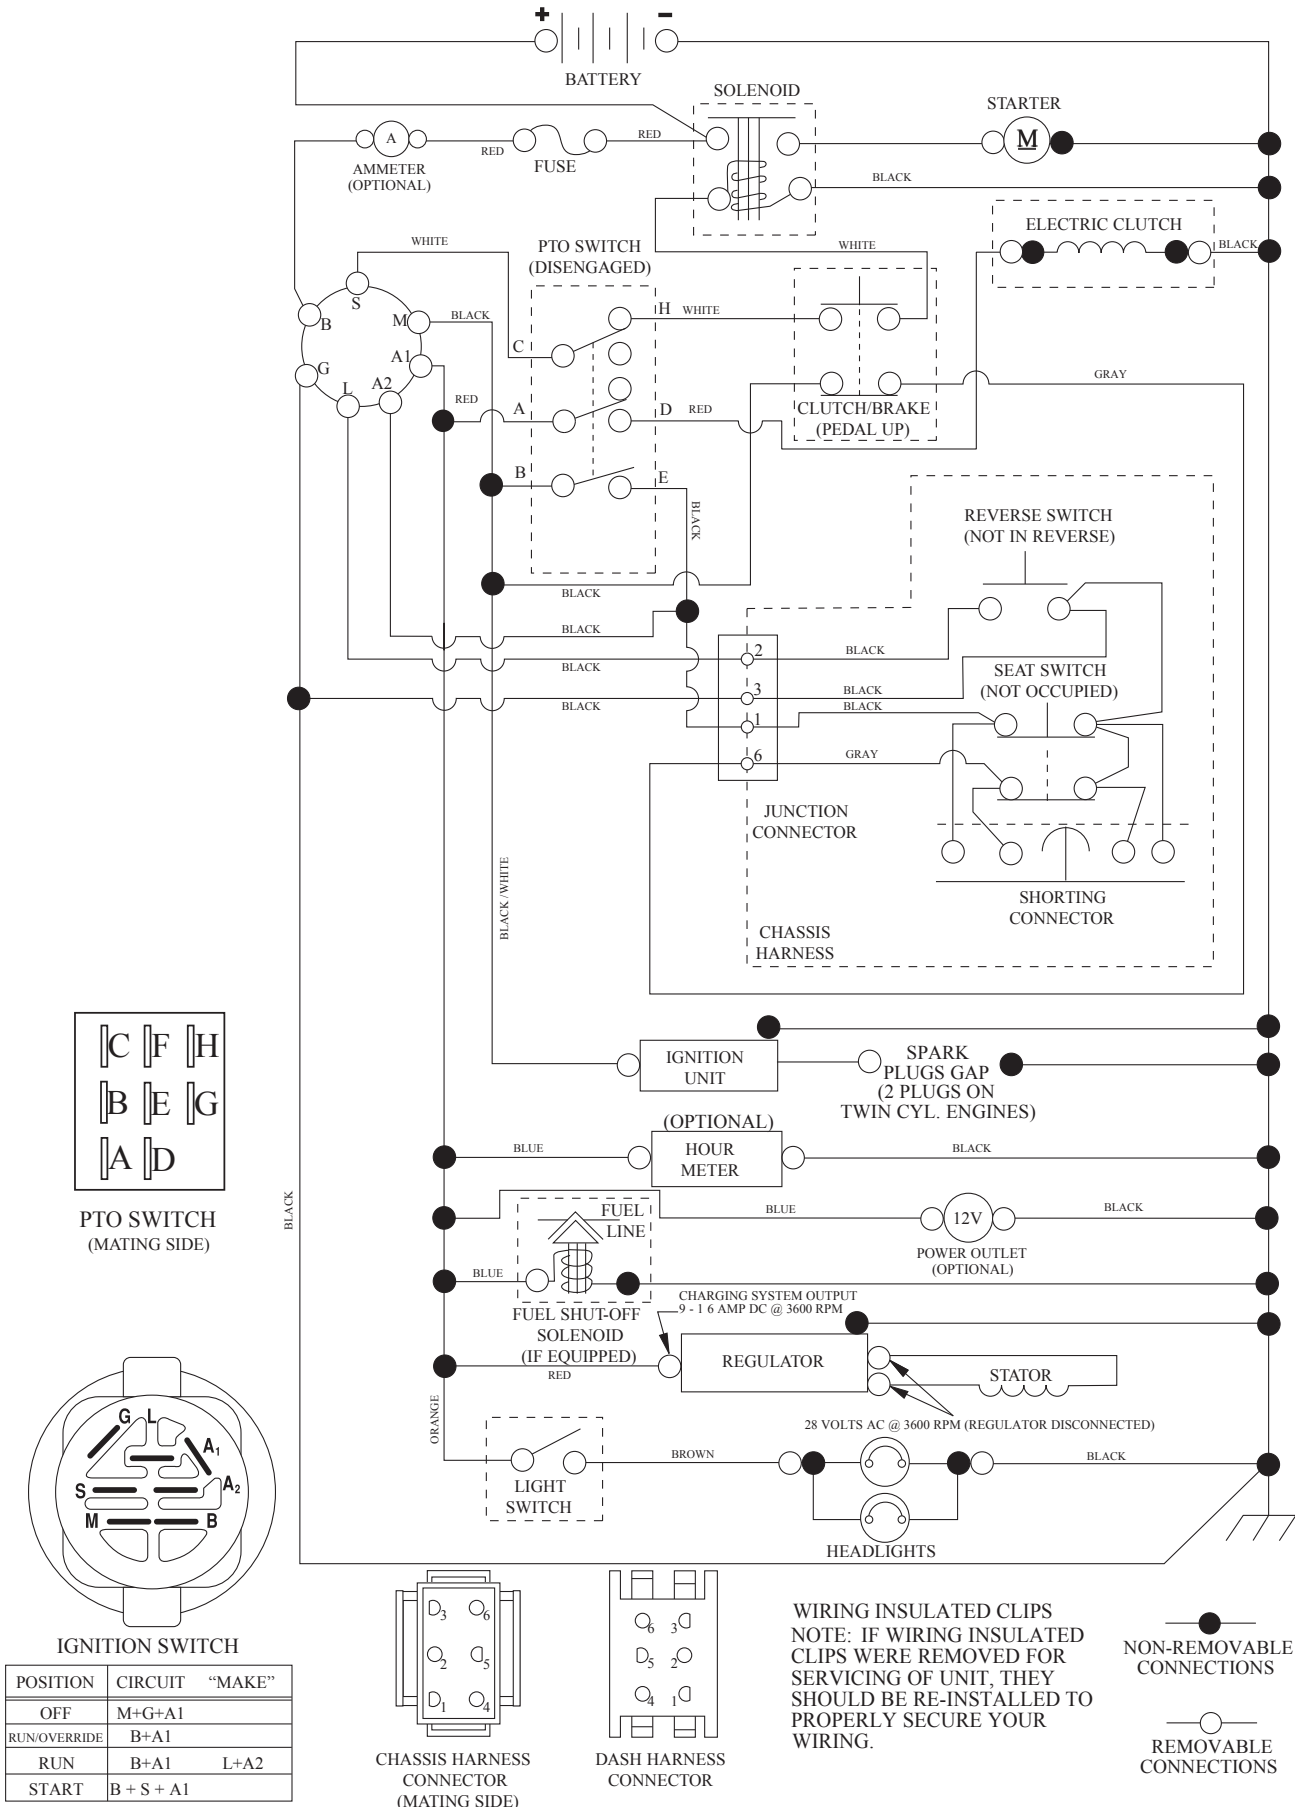 + −
BATTERY
SOLENOID
STARTER
A
M
RED
FUSE
RED
AMMETER
(OPTIONAL)
BLACK
ELECTRIC CLUTCH
BLACK
WHITE
PTO SWITCH
(DISENGAGED)
WHITE
S
B
M
BLACK
H
WHITE
C
G
A1
L
A2
RED
A
D
RED
GRAY
CLUTCH/BRAKE
(PEDAL UP)
B
E
BLACK
REVERSE SWITCH
(NOT IN REVERSE)
BLACK
BLACK
BLACK
2
BLACK
SEAT SWITCH
(NOT OCCUPIED)
3
BLACK
BLACK
BLACK
1
6
GRAY
JUNCTION
CONNECTOR
SHORTING
CONNECTOR
CHASSIS
HARNESS
BLACK /WHITE
C F H
B E G
A D
PTO SWITCH
(MATING SIDE)
BLACK
IGNITION
UNIT
SPARK
PLUGS GAP
(2 PLUGS ON
TWIN CYL. ENGINES)
(OPTIONAL)
HOUR
METER
BLUE
BLACK
FUEL
LINE
BLUE
12V
BLACK
POWER OUTLET
(OPTIONAL)
BLUE
FUEL SHUT-OFF
SOLENOID
(IF EQUIPPED)
CHARGING SYSTEM OUTPUT
9 - 1 6 AMP DC @ 3600 RPM
RED
REGULATOR
STATOR
28 VOLTS AC @ 3600 RPM (REGULATOR DISCONNECTED)
ORANGE
BROWN
BLACK
LIGHT
SWITCH
HEADLIGHTS
G L
A1
A2
S
M B
IGNITION SWITCH
POSITION CIRCUIT “MAKE”
OFF M+G+A1
RUN/OVERRIDE B+A1
RUN B+A1 L+A2
START B + S + A1
3 6
2 5
1 4
CHASSIS HARNESS
CONNECTOR
(MATING SIDE)
6 3
5 2
4 1
DASH HARNESS
CONNECTOR
WIRING INSULATED CLIPS
NOTE: IF WIRING INSULATED
CLIPS WERE REMOVED FOR
SERVICING OF UNIT, THEY
SHOULD BE RE-INSTALLED TO
PROPERLY SECURE YOUR
WIRING.
NON-REMOVABLE
CONNECTIONS
REMOVABLE
CONNECTIONS